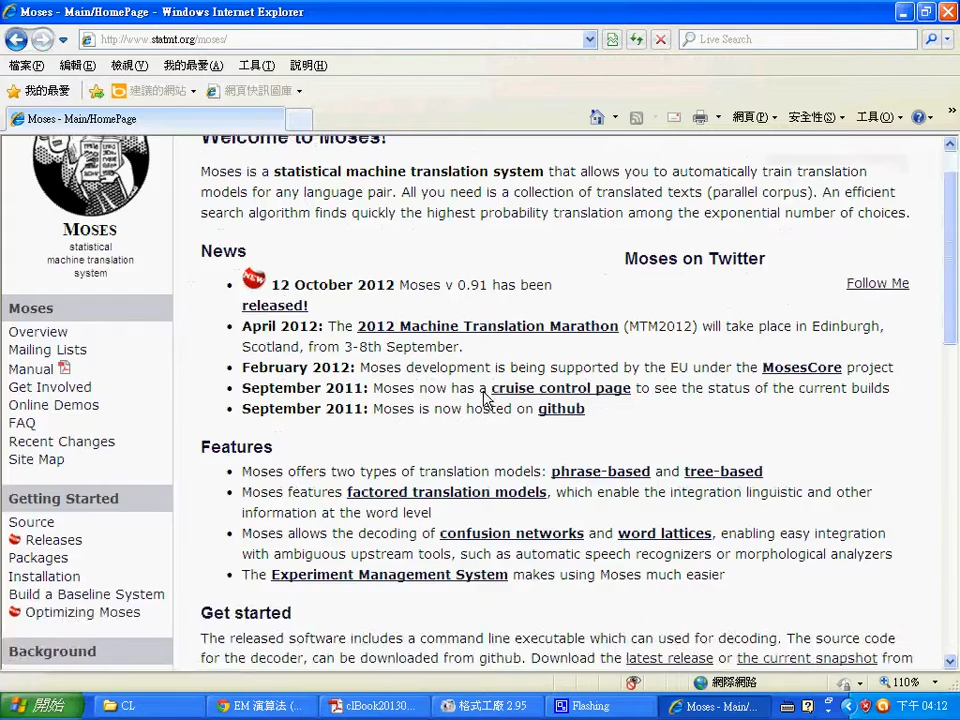 Moses - Main/HomePage - Windows Internet Explorer
http://www.statmt.org/moses/
Live Search
檔案(F) 編輯(E) 檢視(V) 我的最愛(A) 工具(T) 說明(H)
我的最愛 建議的網站 網頁快訊圖庫
Moses - Main/HomePage
網頁(P) 安全性(S) 工具(O) »
Welcome to Moses!
Moses is a statistical machine translation system that allows you to automatically train translation
models for any language pair. All you need is a collection of translated texts (parallel corpus). An efficient
search algorithm finds quickly the highest probability translation among the exponential number of choices.
MOSES
statistical
machine translation
system
News
Moses on Twitter
Follow Me
NEW 12 October 2012 Moses v 0.91 has been
released!
April 2012: The 2012 Machine Translation Marathon (MTM2012) will take place in Edinburgh,
Scotland, from 3-8th September.
February 2012: Moses development is being supported by the EU under the MosesCore project
September 2011: Moses now has a cruise control page to see the status of the current builds
September 2011: Moses is now hosted on github
Features
Moses offers two types of translation models: phrase-based and tree-based
Moses features factored translation models, which enable the integration linguistic and other
information at the word level
Moses allows the decoding of confusion networks and word lattices, enabling easy integration
with ambiguous upstream tools, such as automatic speech recognizers or morphological analyzers
The Experiment Management System makes using Moses much easier
Get started
The released software includes a command line executable which can used for decoding. The source code
for the decoder, can be downloaded from github. Download the latest release or the current snapshot from
Moses
Overview
Mailing Lists
Manual
Get Involved
Online Demos
FAQ
Recent Changes
Site Map
Getting Started
Source
Releases
Packages
Installation
Build a Baseline System
Optimizing Moses
Background
網際網路
110%
開始
CL
EM 演算法 (...
clBook20130...
格式工廠 2.95
Flashing
Moses - Main/...
下午 04:12